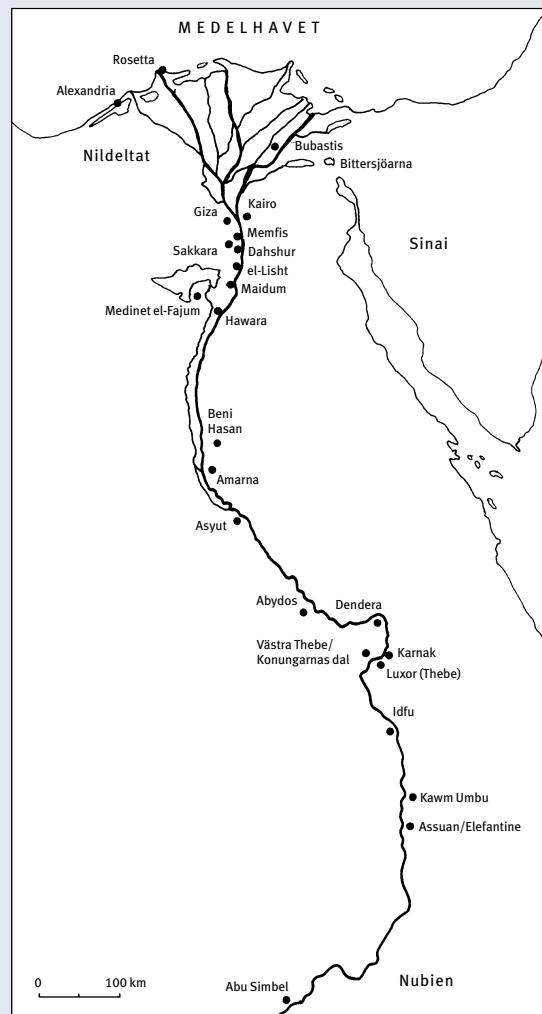 MEDELHAVET
Rosetta
Alexandria
Bubastis
Nildeltat
Bittersjöarna
Kairo
Giza
Memfis
Sinai
Sakkara
Dahshur
el-Lisht
Maidum
Medinet el-Fajum
Hawara
Beni
Hasan
Amarna
Asyut
Abydos
Dendera
Västra Thebe/
Konungarnas dal
Karnak
Luxor (Thebe)
Idfu
Kawm Umbu
Assuan/Elefantine
0 100 km
Nubien
Abu Simbel